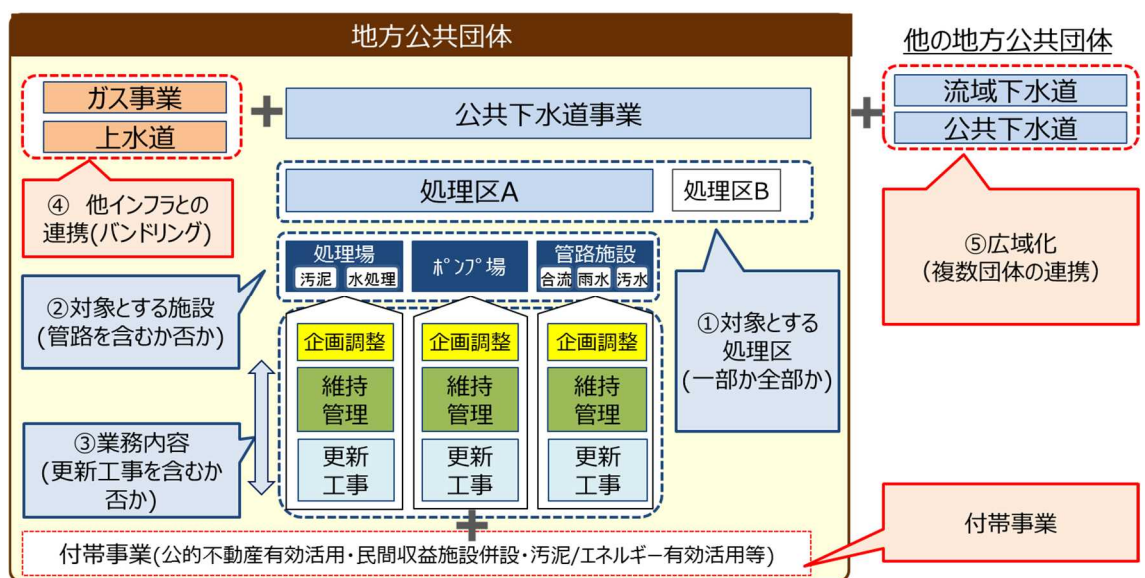 地方公共団体
他の地方公共団体
ガス事業
上水道
公共下水道事業
流域下水道
公共下水道
④ 他インフラとの
連携(バンドリング)
処理区A
処理区B
⑤広域化
(複数団体の連携)
処理場
汚泥 水処理
ポンプ場
管路施設
合流 雨水 汚水
②対象とする施設
(管路を含むか否か)
①対象とする
処理区
(一部か全部か)
企画調整 企画調整 企画調整
維持
管理
維持
管理
維持
管理
③業務内容
(更新工事を含むか
否か)
更新
工事
更新
工事
更新
工事
付帯事業
付帯事業(公的不動産有効活用・民間収益施設併設・汚泥/エネルギー有効活用等)